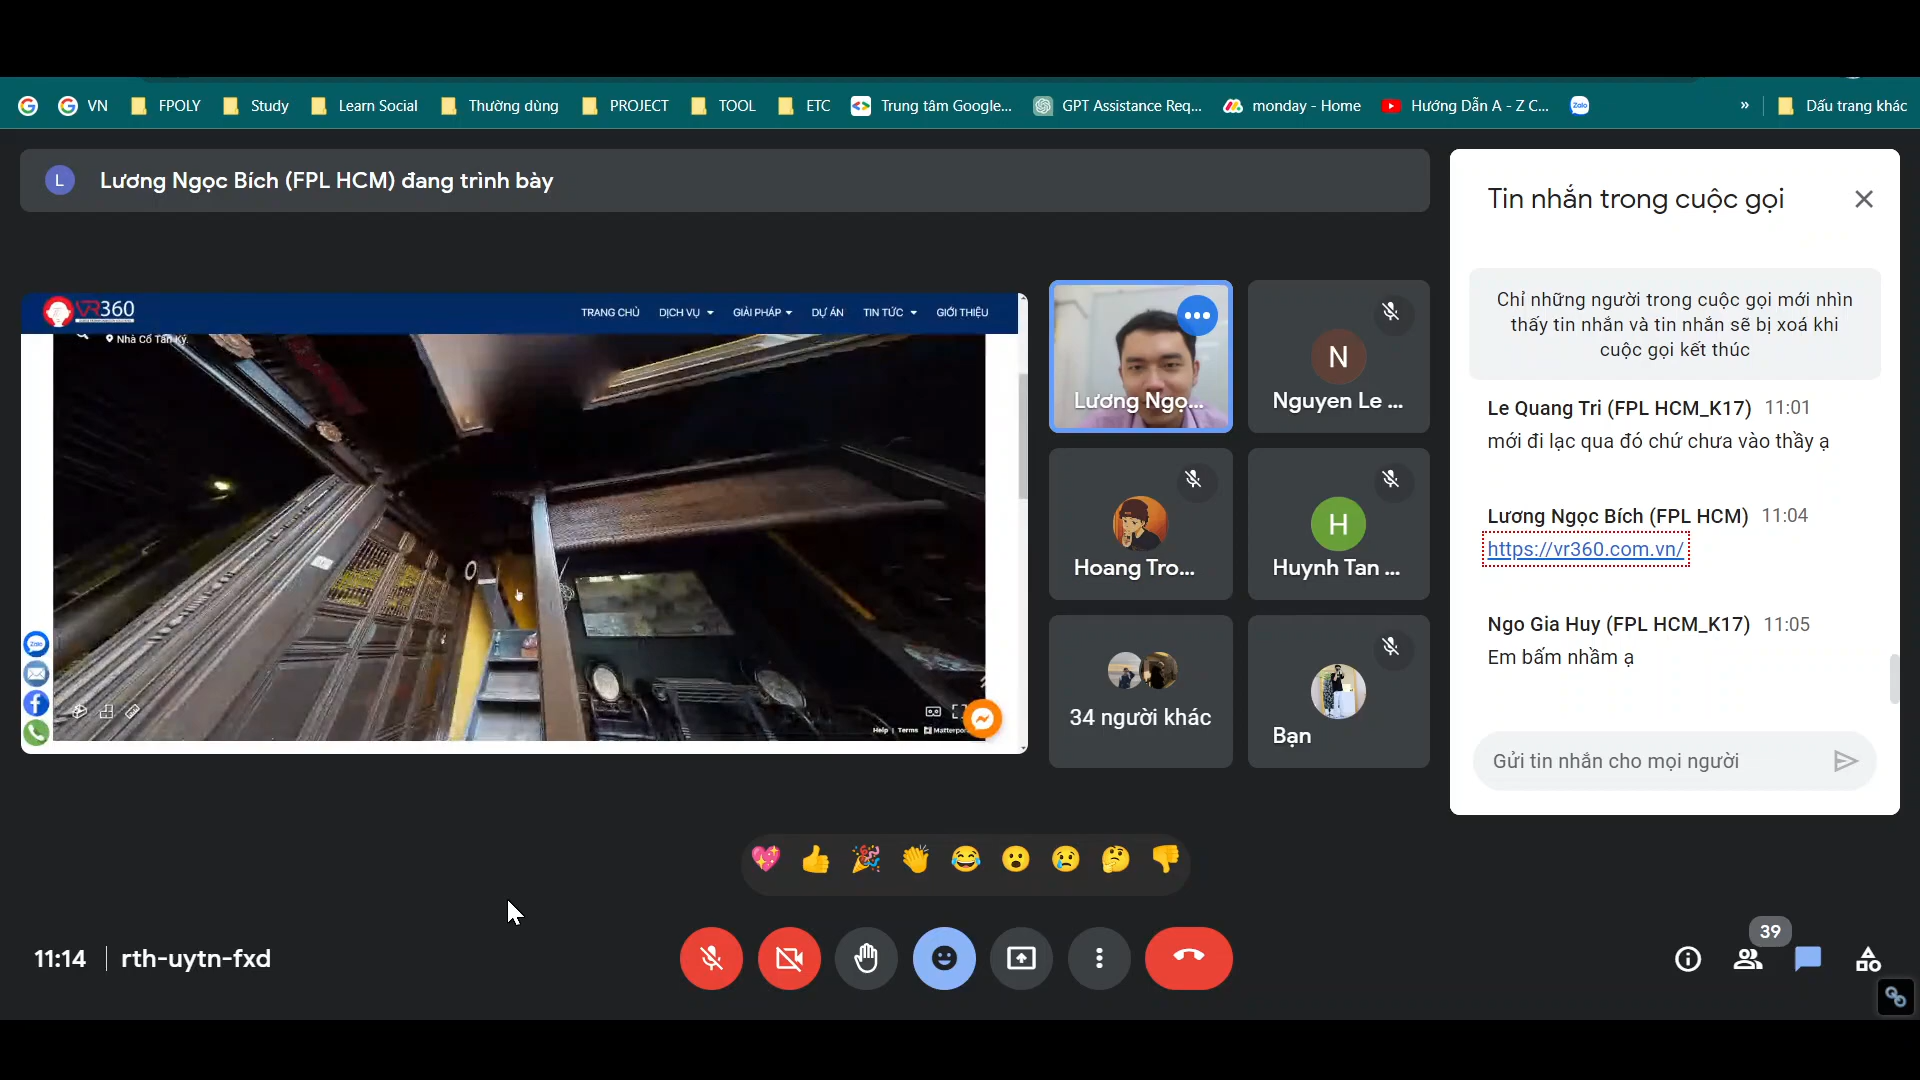 VN
FPOLY
Study
Learn Social
Thường dùng
PROJECT
TOOL
ETC
Trung tâm Google...
GPT Assistance Req...
monday - Home
Hướng Dẫn A - Z C...
Zalo
»
Dấu trang khác
L
Lương Ngọc Bích (FPL HCM) đang trình bày
VR360
TRANG CHỦ
DỊCH VỤ
GIẢI PHÁP
DỰ ÁN
TIN TỨC
GIỚI THIỆU
Nhà Cổ Tấn Ký.
Zalo
Help | Terms
Lương Ngọ...
N
Nguyen Le ...
Hoang Tro...
H
Huynh Tan ...
34 người khác
Bạn
Tin nhắn trong cuộc gọi
Chỉ những người trong cuộc gọi mới nhìn
thấy tin nhắn và tin nhắn sẽ bị xoá khi
cuộc gọi kết thúc
Le Quang Tri (FPL HCM_K17) 11:01
mới đi lạc qua đó chứ chưa vào thầy ạ
Lương Ngọc Bích (FPL HCM) 11:04
https://vr360.com.vn/
Ngo Gia Huy (FPL HCM_K17) 11:05
Em bấm nhầm ạ
Gửi tin nhắn cho mọi người
11:14 | rth-uytn-fxd
39